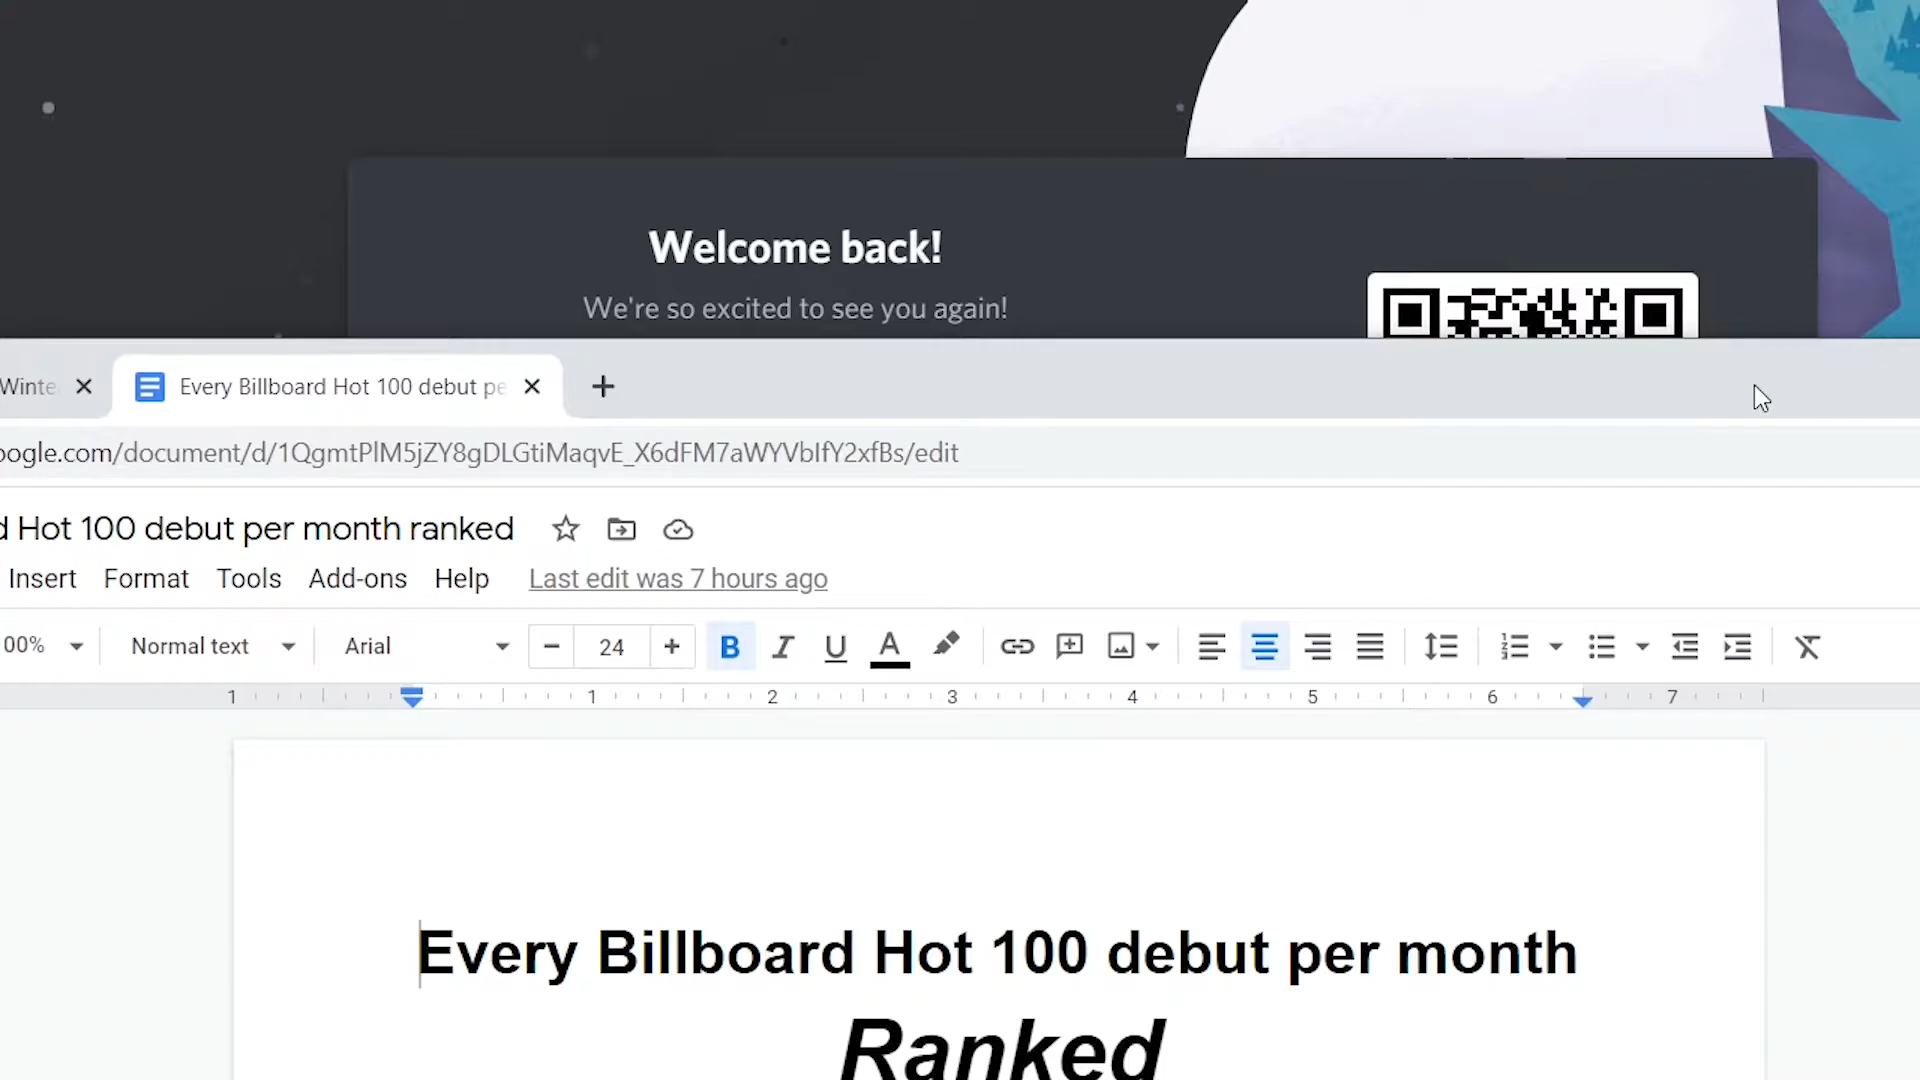 Welcome back!
We're so excited to see you again!
Winte
Every Billboard Hot 100 debut pe
oogle.com/document/d/1QgmtPlM5jZY8gDLGtiMaqvE_X6dFM7aWYVbIfY2xfBs/edit
d Hot 100 debut per month ranked
Insert Format Tools Add-ons Help Last edit was 7 hours ago
00% Normal text Arial 24 B I U A
1 1 2 3 4 5 6 7
Every Billboard Hot 100 debut per month
Ranked